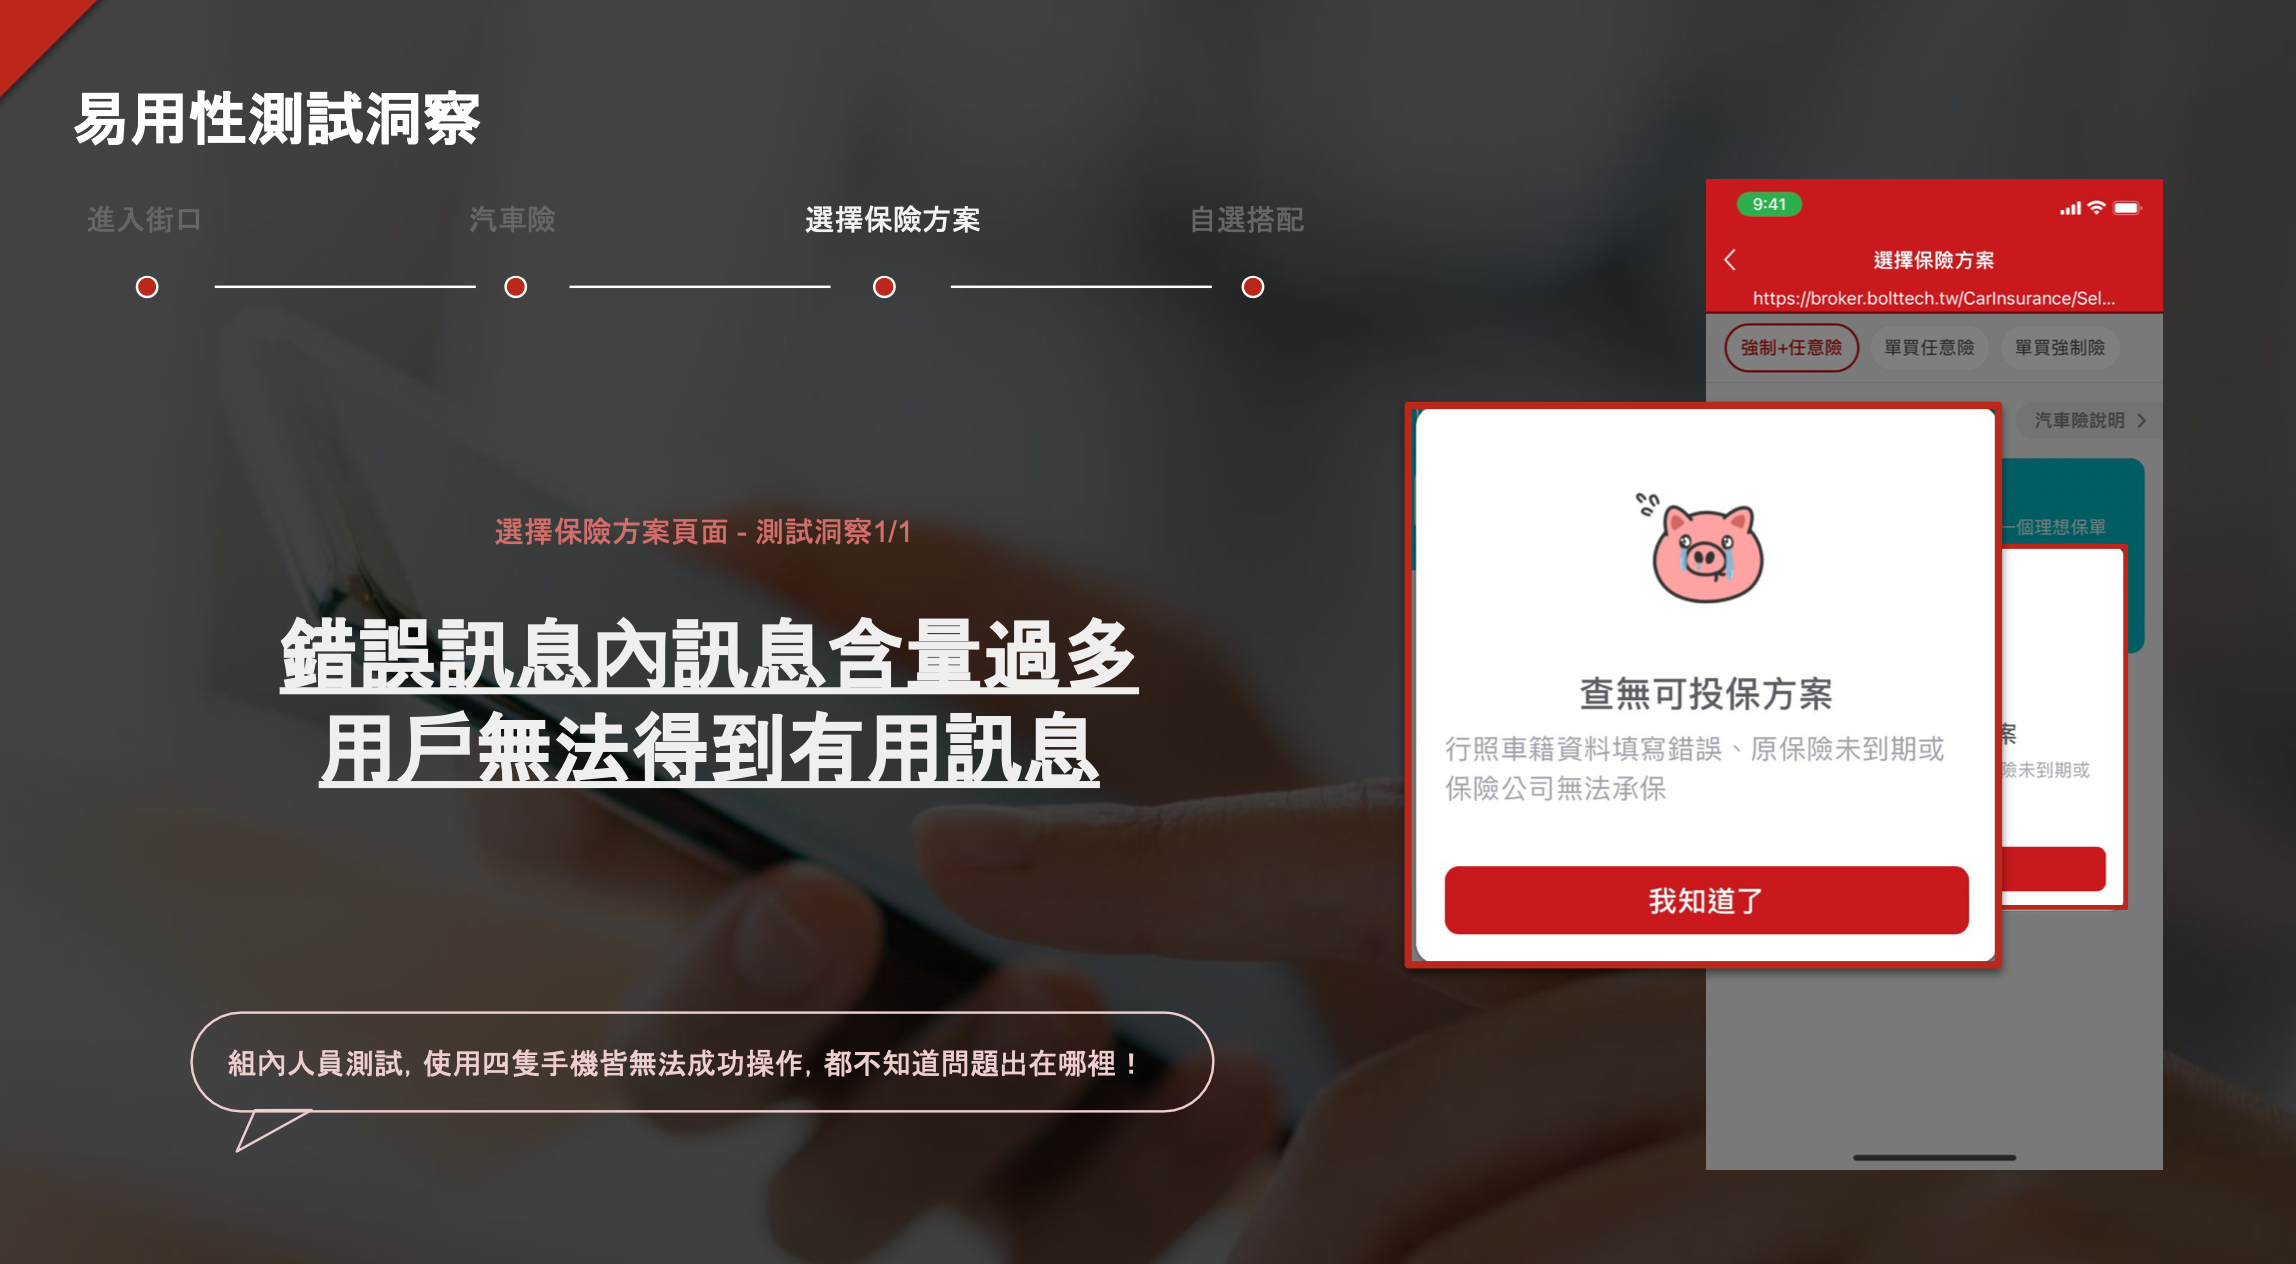 易用性測試洞察
進入街口
汽車險
選擇保險方案
自選搭配
選擇保險方案頁面 - 測試洞察1/1
錯誤訊息內訊息含量過多
用戶無法得到有用訊息
組內人員測試, 使用四隻手機皆無法成功操作, 都不知道問題出在哪裡！
9:41
選擇保險方案
https://broker.bolttech.tw/CarInsurance/Sel...
強制+任意險
單買任意險
單買強制險
汽車險說明
一個理想保單
案
險未到期或
查無可投保方案
行照車籍資料填寫錯誤、原保險未到期或
保險公司無法承保
我知道了